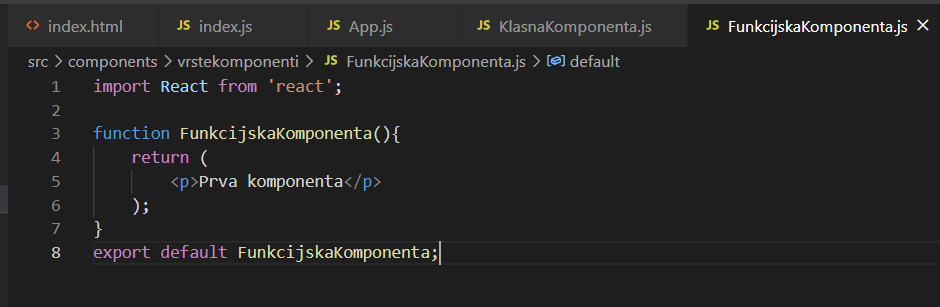 index.html JS index.js JS App.js JS KlasnaKomponenta.js JS FunkcijskaKomponenta.js
src > components > vrstekomponenti > JS FunkcijskaKomponenta.js > default
1 import React from 'react';
2
3 function FunkcijskaKomponenta(){
4 return (
5 <p>Prva komponenta</p>
6 );
7 }
8 export default FunkcijskaKomponenta;